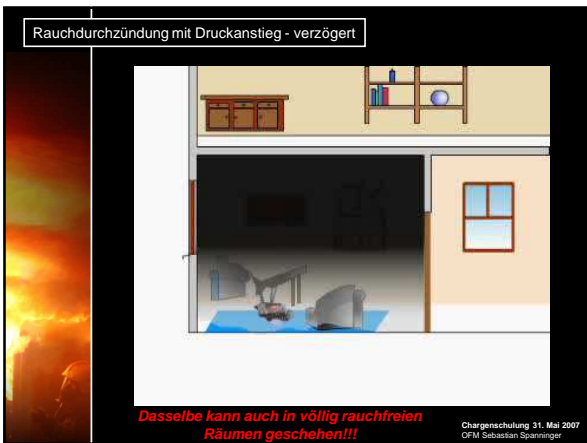 Rauchdurchzündung mit Druckanstieg - verzögert
Dasselbe kann auch in völlig rauchfreien
Räumen geschehen!!!
Chargenschulung 31. Mai 2007
OFM Sebastian Spanninger